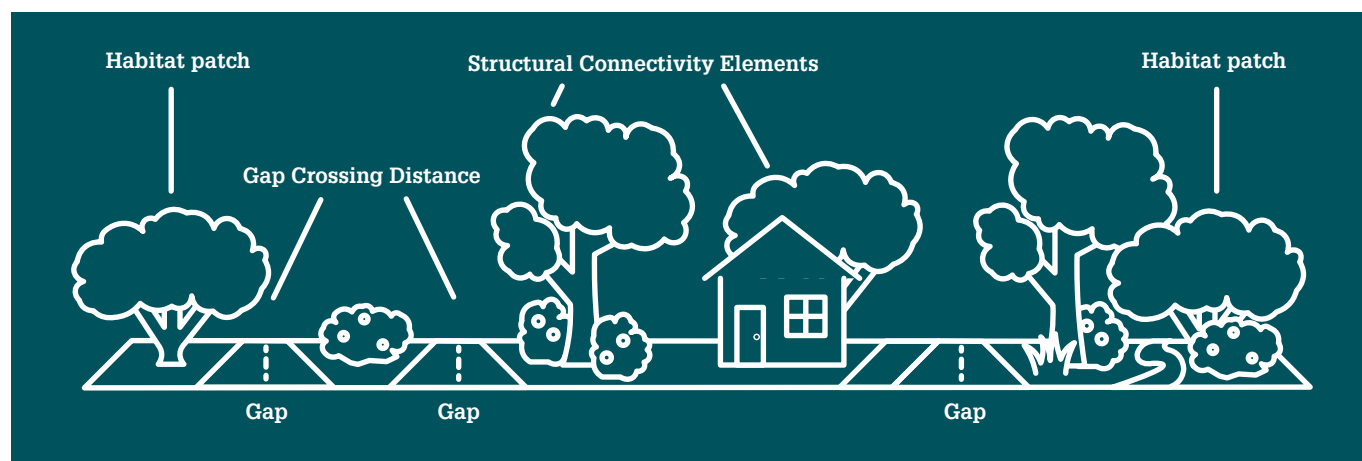 Habitat patch
Structural Connectivity Elements
Habitat patch
Gap Crossing Distance
Gap
Gap
Gap